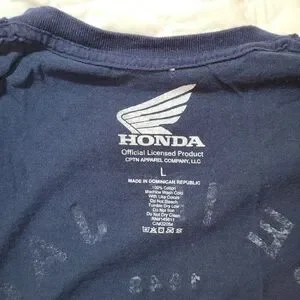 HONDA
Official Licensed Product
CPTN APPAREL COMPANY, LLC
L
MADE IN DOMINICAN REPUBLIC
100% Cotton
Machine Wash Cold
With Like Colors
Do Not Bleach
Tumble Dry Low
Do Not Iron
Do Not Dry Clean